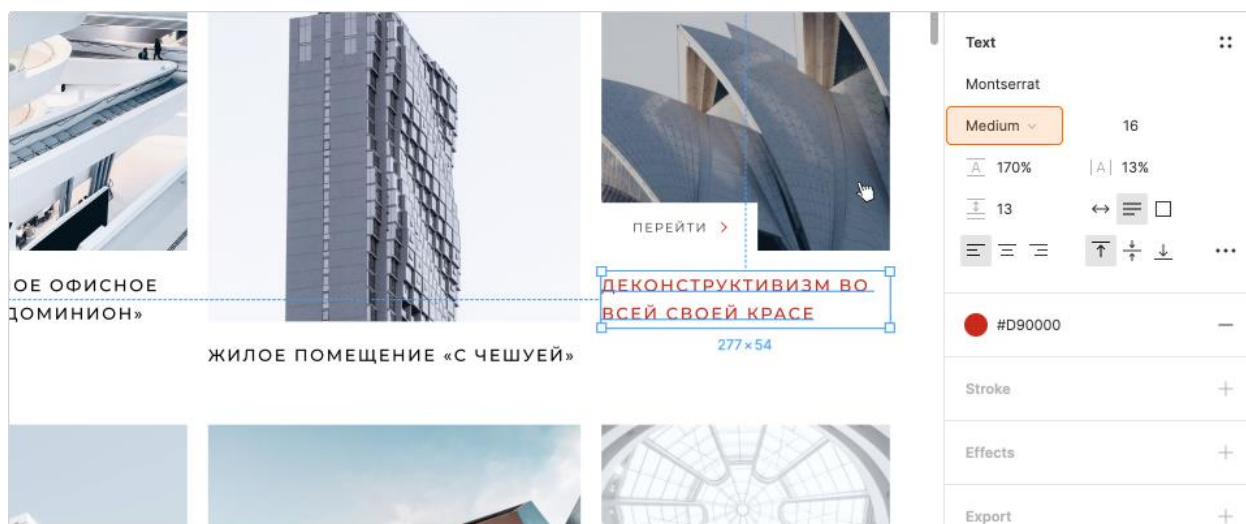 ПЕРЕЙТИ
ОЕ ОФИСНОЕ
ДОМИНИОН»
ЖИЛОЕ ПОМЕЩЕНИЕ «С ЧЕШУЕЙ»
ДЕКОНСТРУКТИВИЗМ ВО
ВСЕЙ СВОЕЙ КРАСЕ
277×54
Text
Montserrat
Medium 16
A 170% |A| 13%
13
#D90000
Stroke
Effects
Export